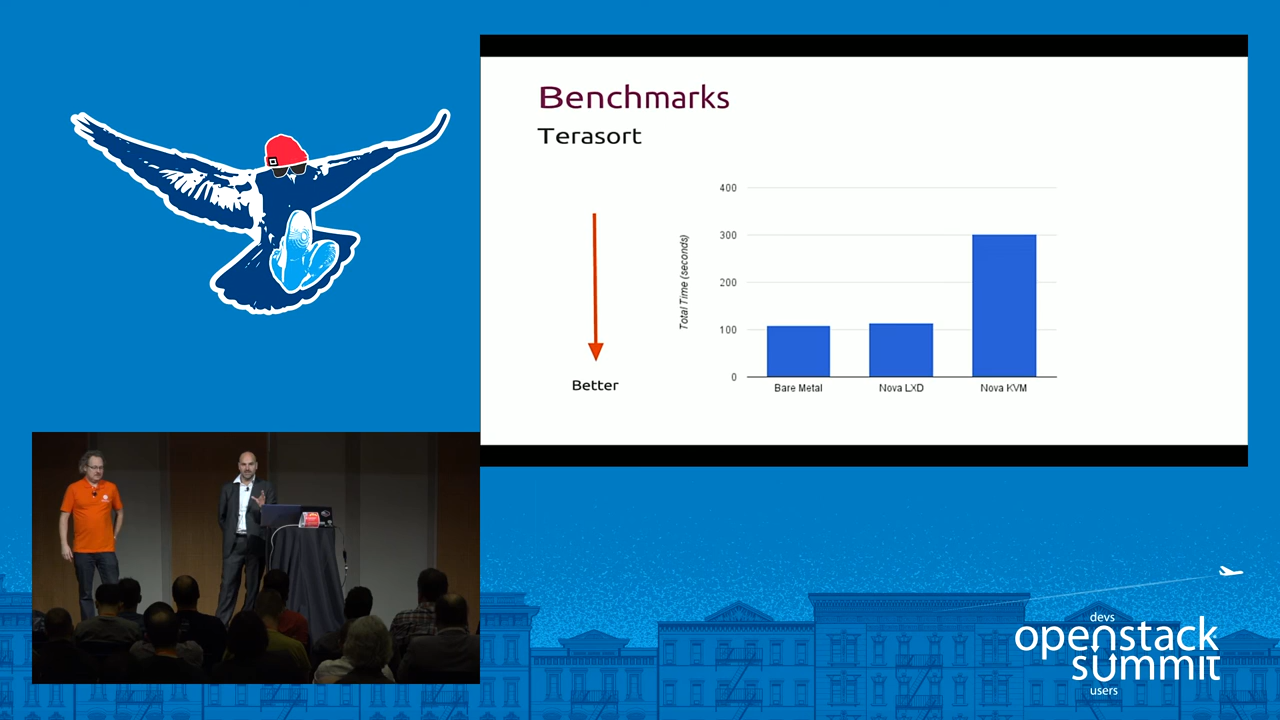 Benchmarks
Terasort
400
300
200
100
0
Total Time (seconds)
Bare Metal
Nova LXD
Nova KVM
Better
devs
openstack
summit
users